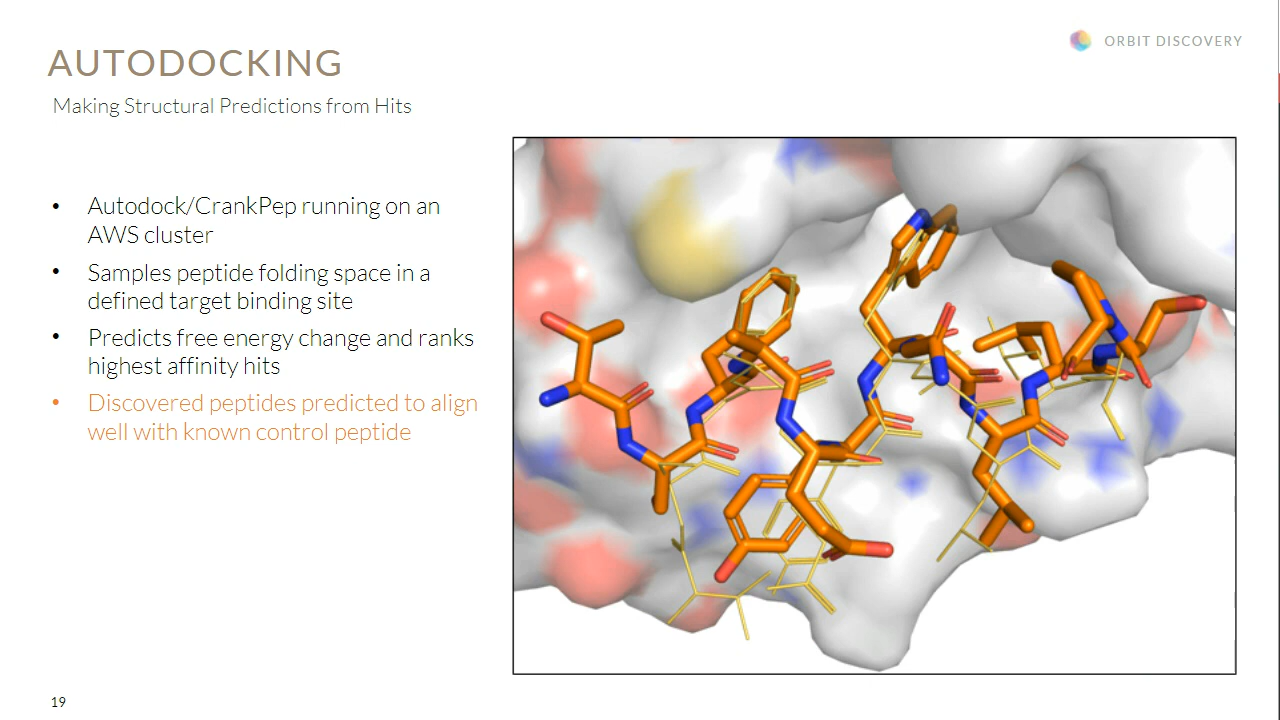 ORBIT DISCOVERY
AUTODOCKING
Making Structural Predictions from Hits
• Autodock/CrankPep running on an
AWS cluster
• Samples peptide folding space in a
defined target binding site
• Predicts free energy change and ranks
highest affinity hits
• Discovered peptides predicted to align
well with known control peptide
19